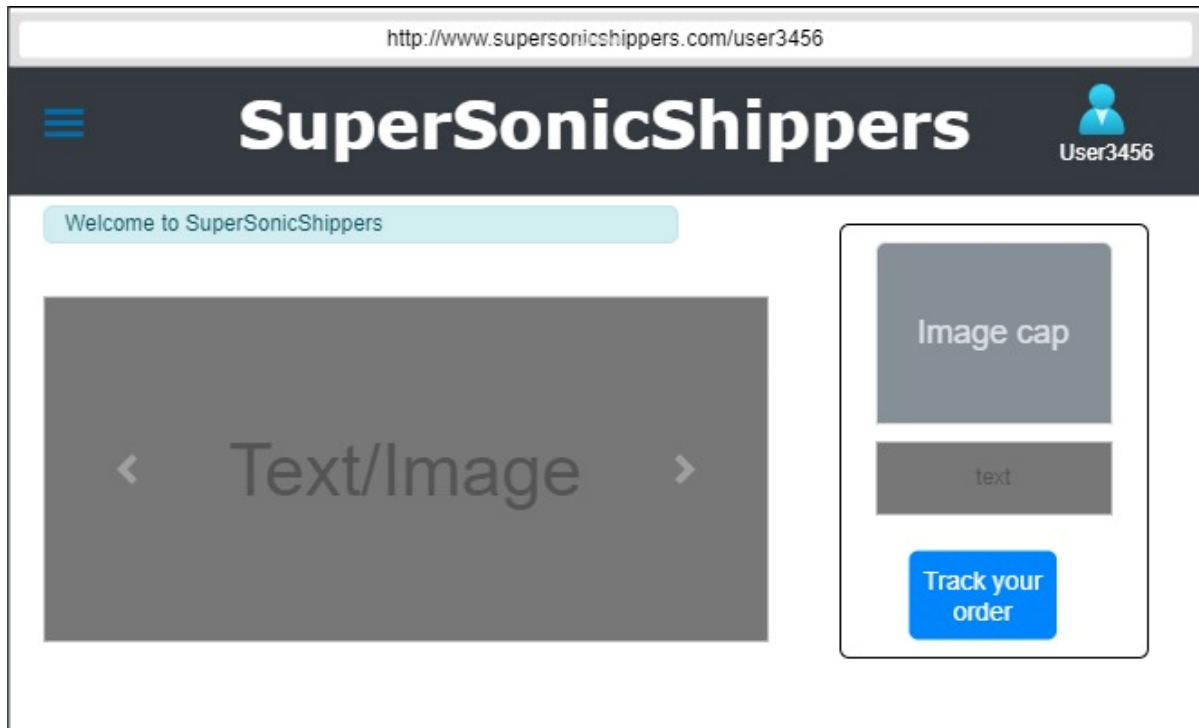 http://www.supersonicshippers.com/user3456
SuperSonicShippers
User3456
Welcome to SuperSonicShippers
Text/Image
Image cap
text
Track your
order